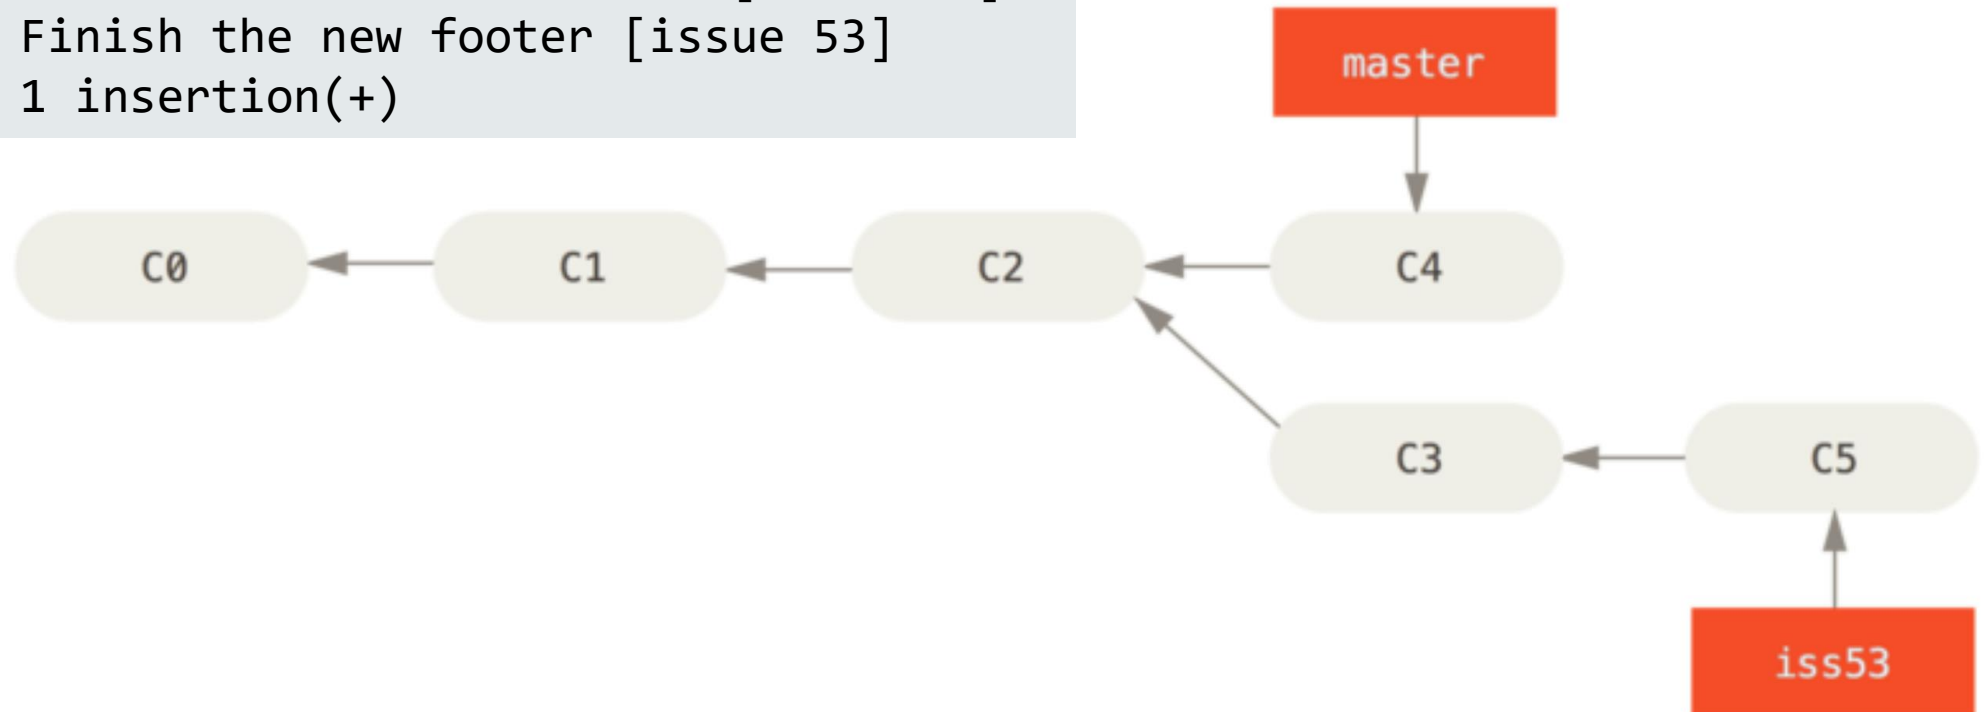 Finish the new footer [issue 53]
1 insertion(+)
master
C0
C1
C2
C4
C3
C5
iss53